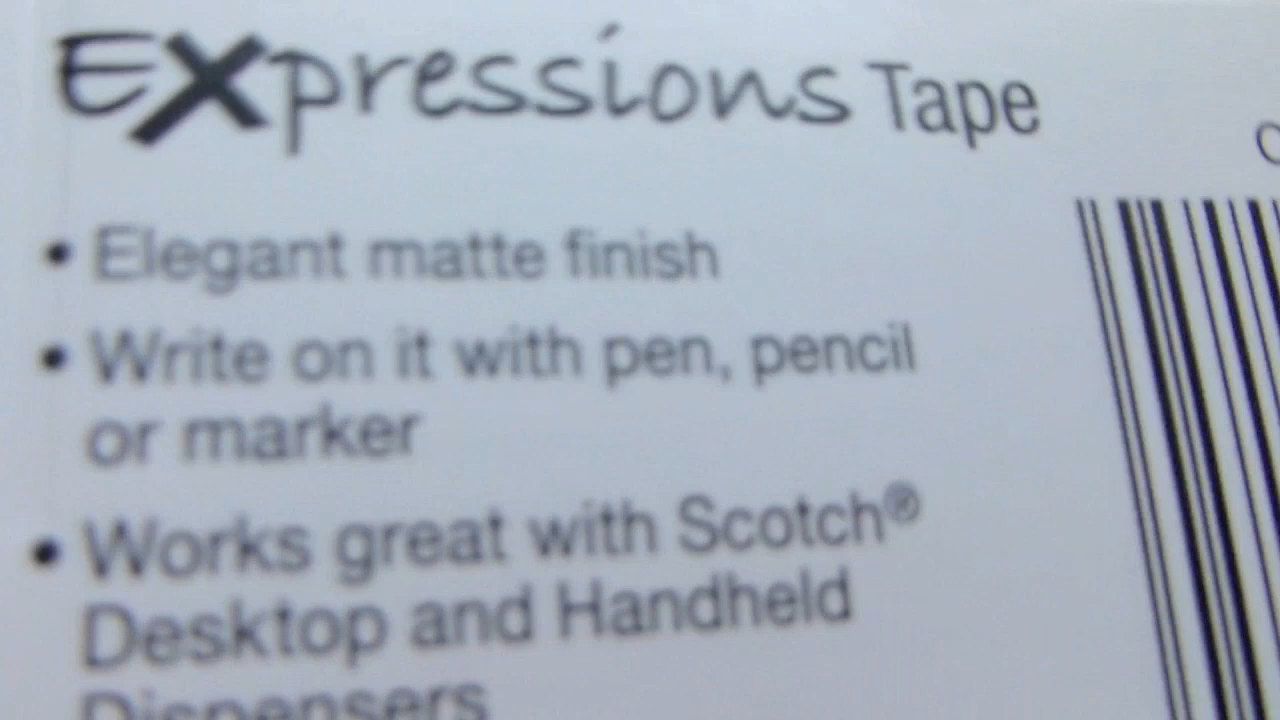 Expressions Tape
• Elegant matte finish
• Write on it with pen, pencil
or marker
• Works great with Scotch®
Desktop and Handheld
Dispensers